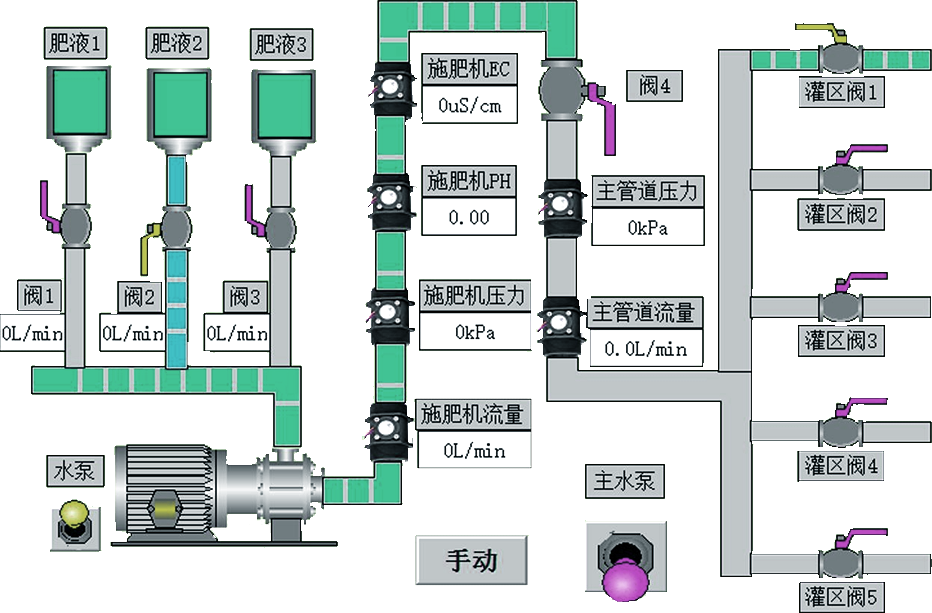 肥液1
肥液2
肥液3
阀1
0L/min
阀2
0L/min
阀3
0L/min
水泵
施肥机EC
0uS/cm
施肥机PH
0.00
施肥机压力
0kPa
施肥机流量
0L/min
手动
阀4
主管道压力
0kPa
主管道流量
0.0L/min
主水泵
灌区阀1
灌区阀2
灌区阀3
灌区阀4
灌区阀5